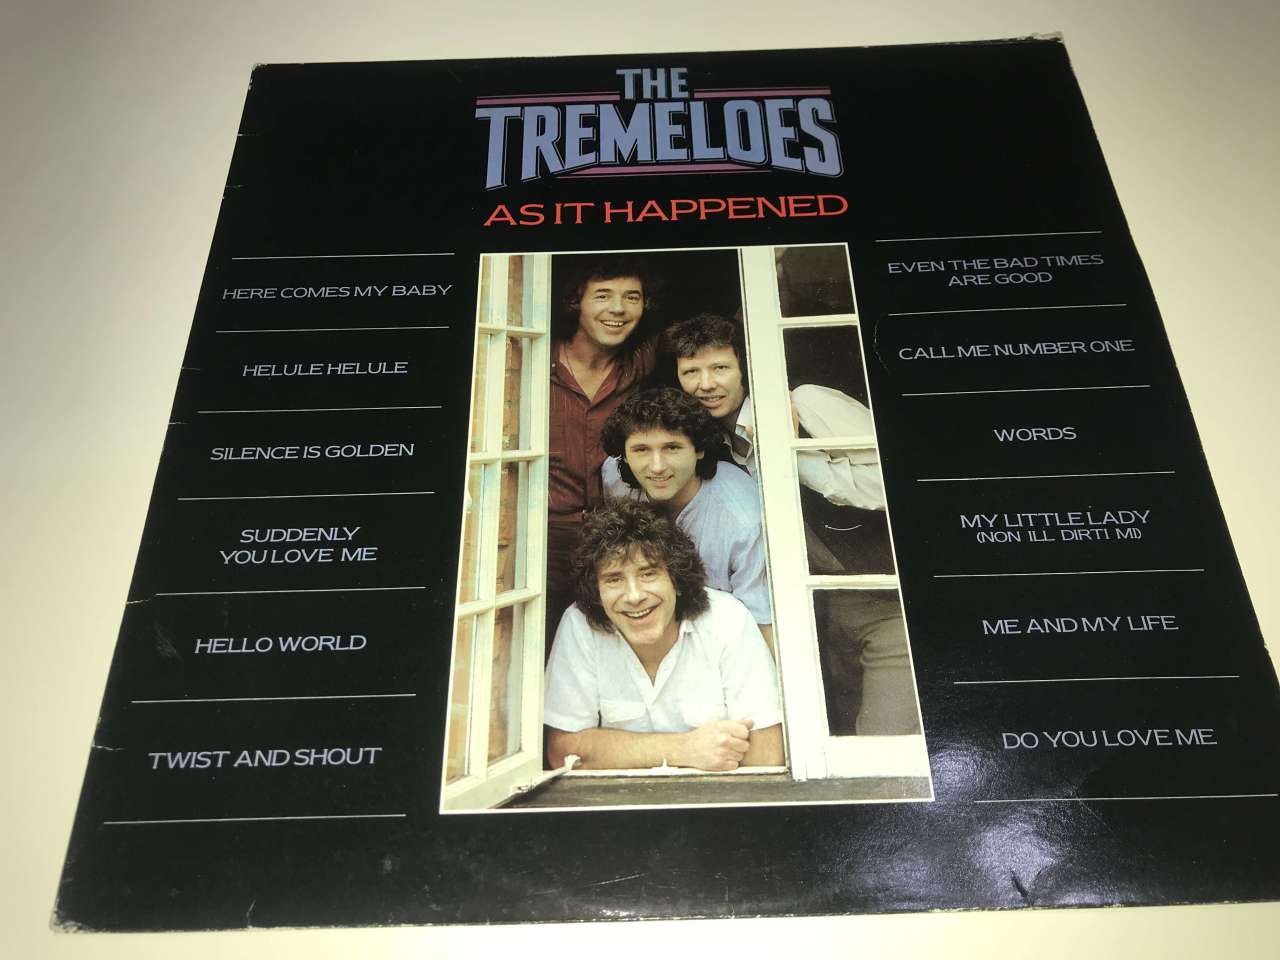 THE
TREMELOES
AS IT HAPPENED
HERE COMES MY BABY
HELULE HELULE
SILENCE IS GOLDEN
SUDDENLY
YOU LOVE ME
HELLO WORLD
TWIST AND SHOUT
EVEN THE BAD TIMES
ARE GOOD
CALL ME NUMBER ONE
WORDS
MY LITTLE LADY
(NON ILL DIRTI MI)
ME AND MY LIFE
DO YOU LOVE ME